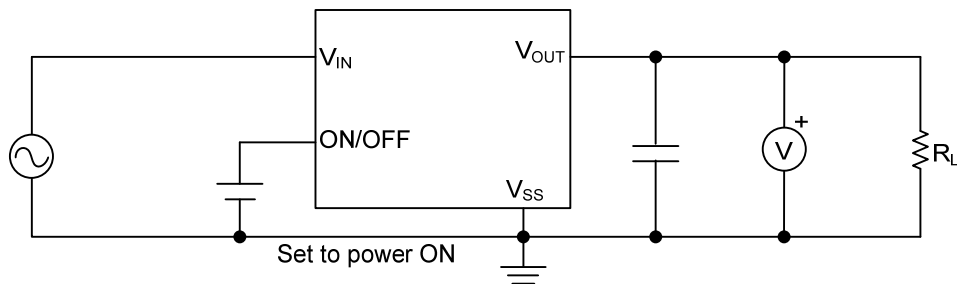 VIN
VOUT
ON/OFF
+
V
RL
VSS
Set to power ON